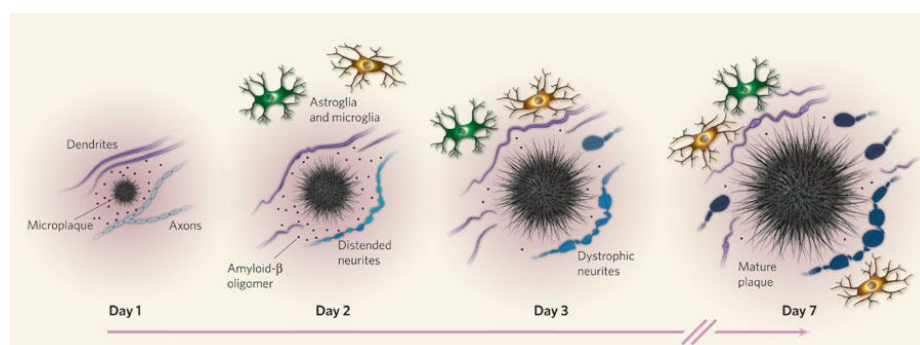 Dendrites
Microplaque
Axons
Day 1
Astroglia
and microglia
Amyloid-β
oligomer
Distended
neurites
Day 2
Dystrophic
neurites
Day 3
Mature
plaque
Day 7